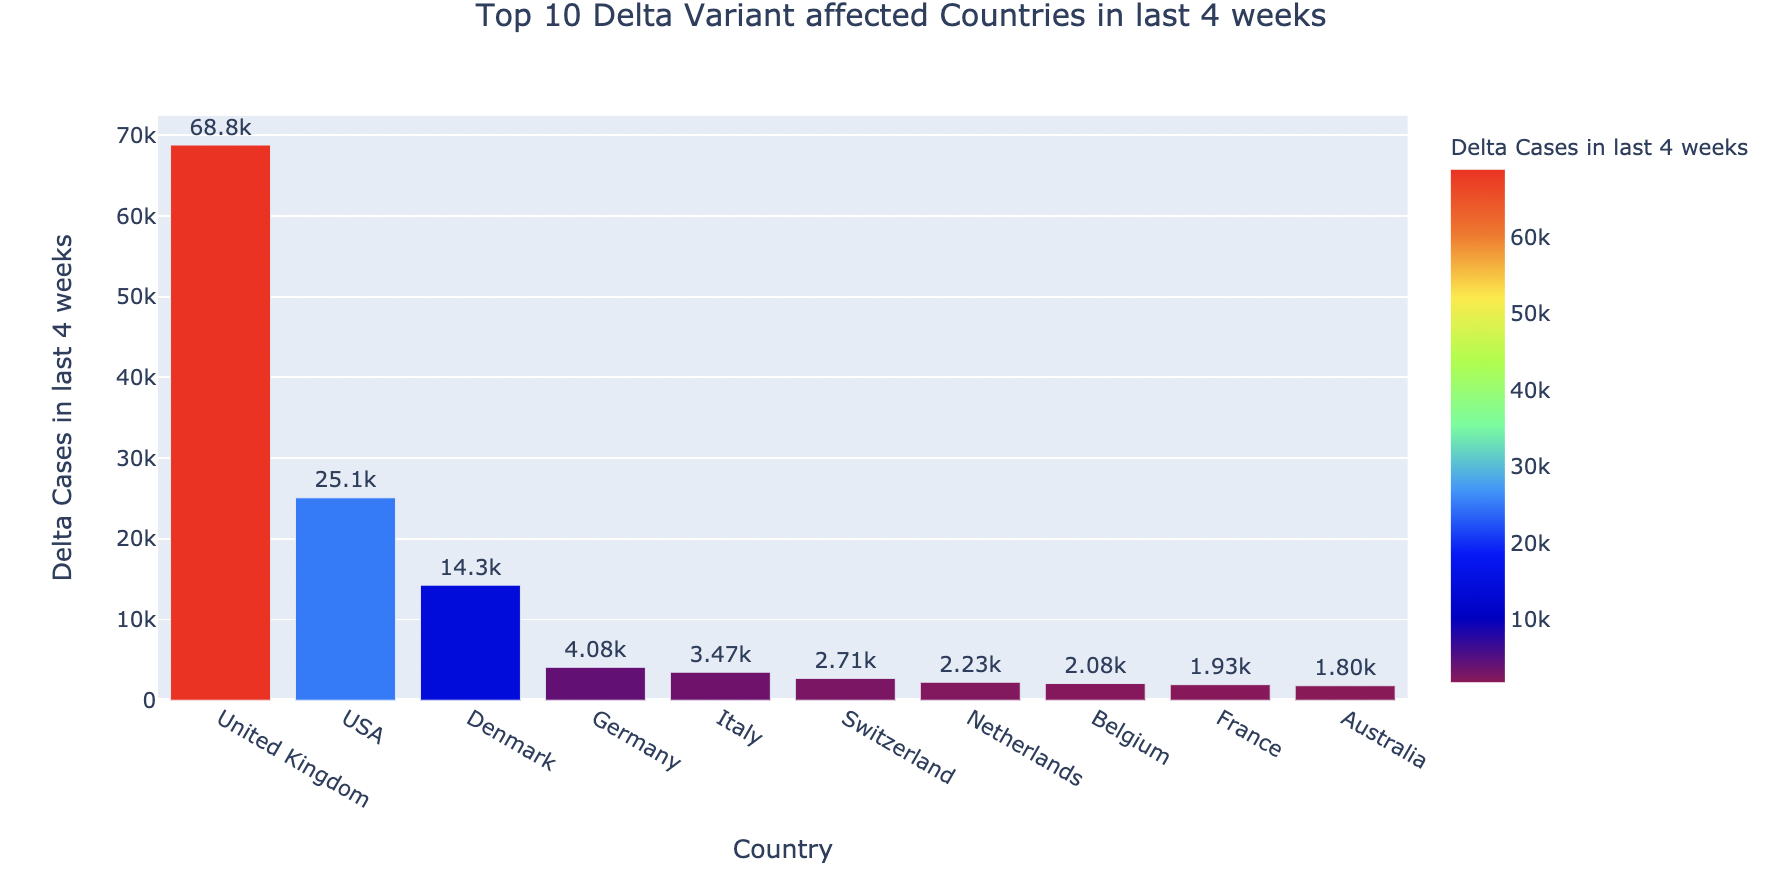 Top 10 Delta Variant affected Countries in last 4 weeks
Delta Cases in last 4 weeks
70k
60k
50k
40k
30k
20k
10k
0
68.8k
25.1k
14.3k
4.08k
3.47k
2.71k
2.23k
2.08k
1.93k
1.80k
United Kingdom
USA
Denmark
Germany
Italy
Switzerland
Netherlands
Belgium
France
Australia
Country
Delta Cases in last 4 weeks
60k
50k
40k
30k
20k
10k